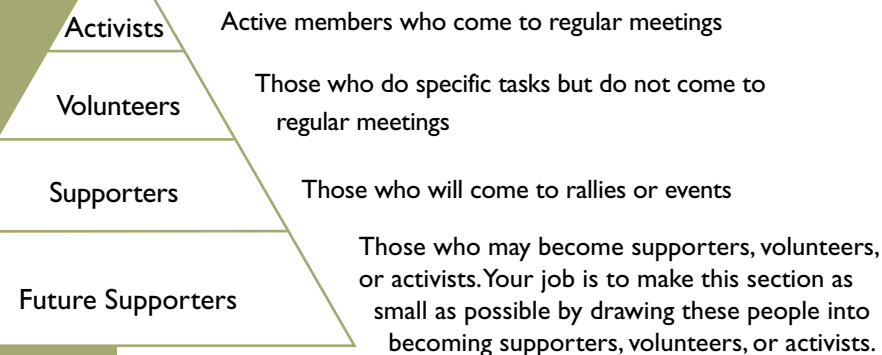 Activists
Active members who come to regular meetings
Volunteers
Those who do specific tasks but do not come to
regular meetings
Supporters
Those who will come to rallies or events
Future Supporters
Those who may become supporters, volunteers,
or activists. Your job is to make this section as
small as possible by drawing these people into
becoming supporters, volunteers, or activists.